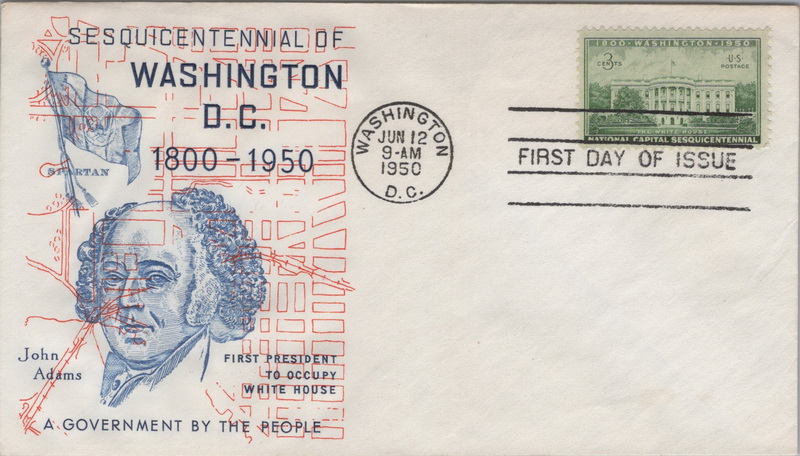 SESQUICENTENNIAL OF
WASHINGTON
D.C.
1800-1950
SPARTAN
John
Adams
FIRST PRESIDENT
TO OCCUPY
WHITE HOUSE
A GOVERNMENT BY THE PEOPLE
WASHINGTON
JUN 12
9-AM
1950
D.C.
1800-WASHINGTON-1950
3
CENTS
U.S.
POSTAGE
THE WHITE HOUSE
NATIONAL CAPITAL SESQUICENTENNIAL
FIRST DAY OF ISSUE